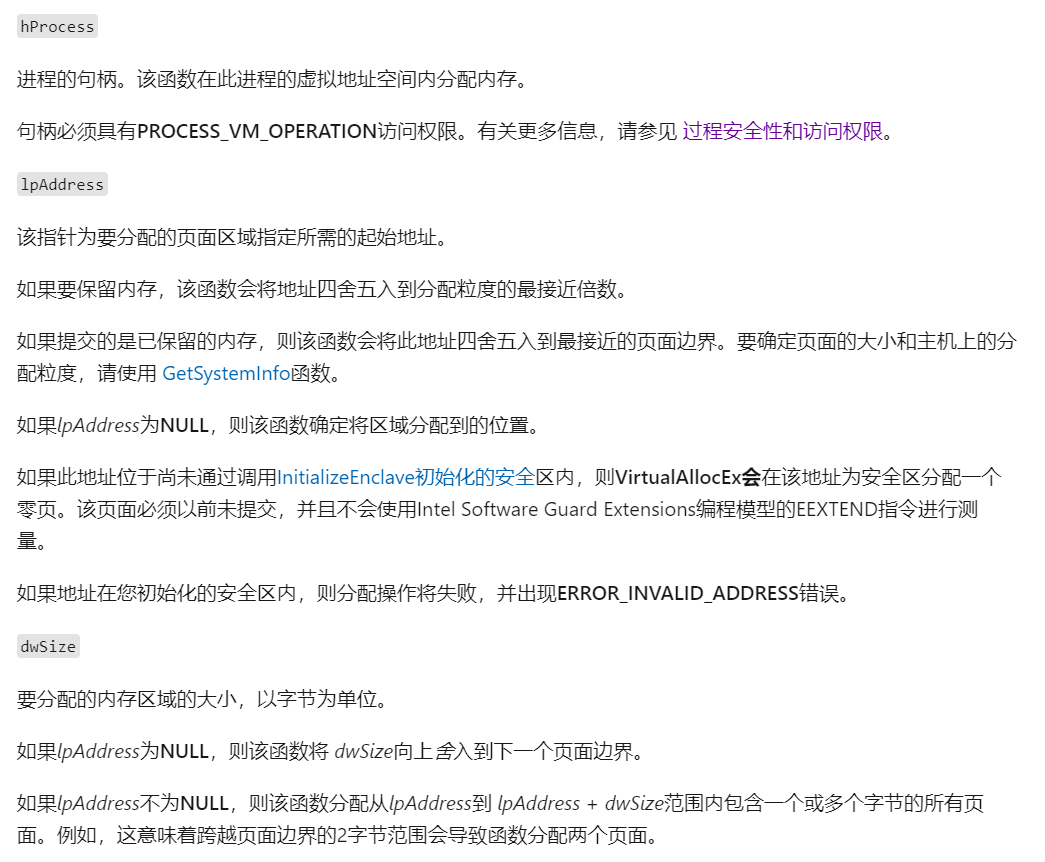 hProcess
进程的句柄。该函数在此进程的虚拟地址空间内分配内存。
句柄必须具有PROCESS_VM_OPERATION访问权限。有关更多信息，请参见 过程安全性和访问权限。
lpAddress
该指针为要分配的页面区域指定所需的起始地址。
如果要保留内存，该函数会将地址四舍五入到分配粒度的最接近倍数。
如果提交的是已保留的内存，则该函数会将此地址四舍五入到最接近的页面边界。要确定页面的大小和主机上的分
配粒度，请使用 GetSystemInfo函数。
如果lpAddress为NULL，则该函数确定将区域分配到的位置。
如果此地址位于尚未通过调用InitializeEnclave初始化的安全区内，则VirtualAllocEx会在该地址为安全区分配一个
零页。该页面必须以前未提交，并且不会使用Intel Software Guard Extensions编程模型的EEXTEND指令进行测
量。
如果地址在您初始化的安全区内，则分配操作将失败，并出现ERROR_INVALID_ADDRESS错误。
dwSize
要分配的内存区域的大小，以字节为单位。
如果lpAddress为NULL，则该函数将 dwSize向上舍入到下一个页面边界。
如果lpAddress不为NULL，则该函数分配从lpAddress到 lpAddress + dwSize范围内包含一个或多个字节的所有页
面。例如，这意味着跨越页面边界的2字节范围会导致函数分配两个页面。